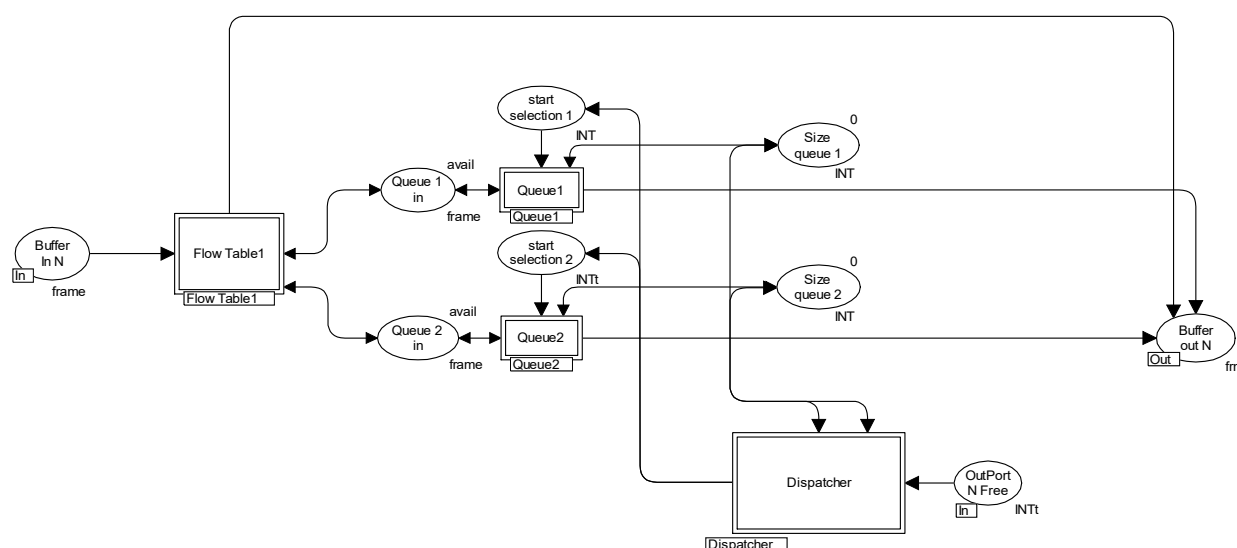 start
selection 1
INT
0
Size
queue 1
INT
avail
Queue 1
in
frame
Queue1
Queue1
Buffer
In N
In
frame
Flow Table1
Flow Table1
start
selection 2
INTt
0
Size
queue 2
INT
avail
Queue 2
in
frame
Queue2
Queue2
Buffer
out N
Out
Dispatcher
Dispatcher
OutPort
N Free
In
INTt